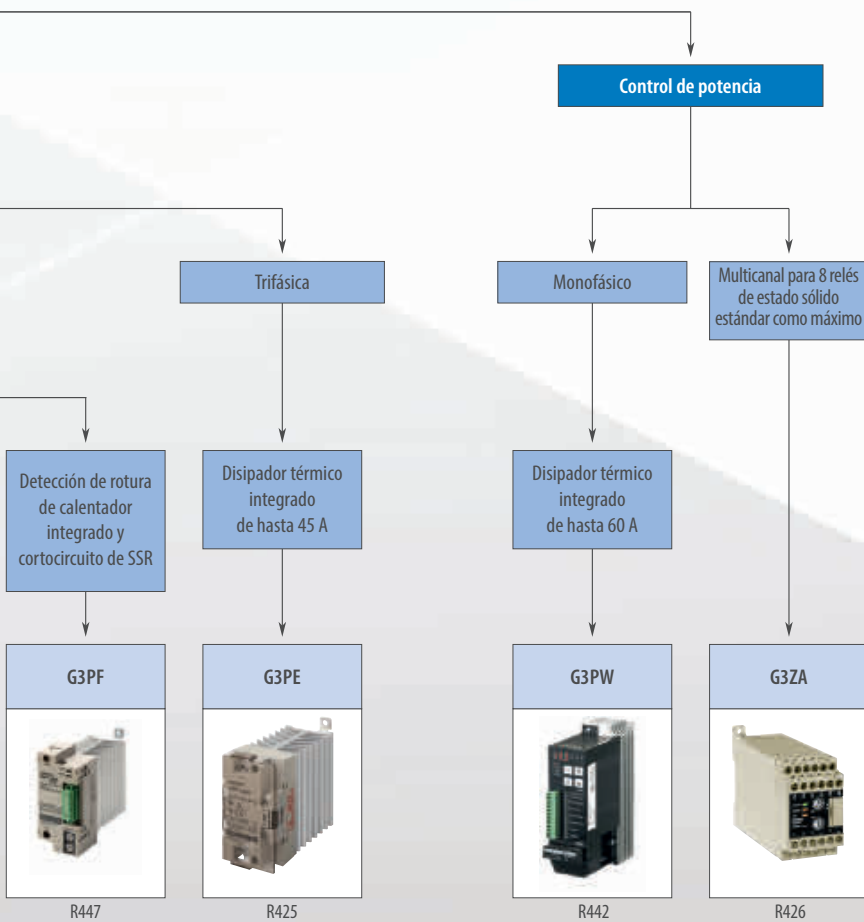 Control de potencia
Trifásica
Monofásico
Multicanal para 8 relés
de estado sólido
estándar como máximo
Detección de rotura
de calentador
integrado y
cortocircuito de SSR
Disipador térmico
integrado
de hasta 45 A
Disipador térmico
integrado
de hasta 60 A
G3PF
G3PE
G3PW
G3ZA
R447
R425
R442
R426